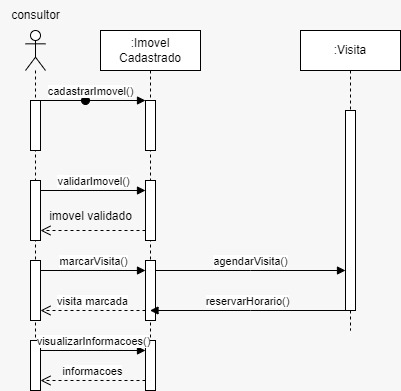 consultor
:Imovel
Cadastrado
:Visita
cadastrarImovel()
validarImovel()
imovel validado
marcarVisita()
agendarVisita()
visita marcada
reservarHorario()
visualizarInformacoes()
informacoes